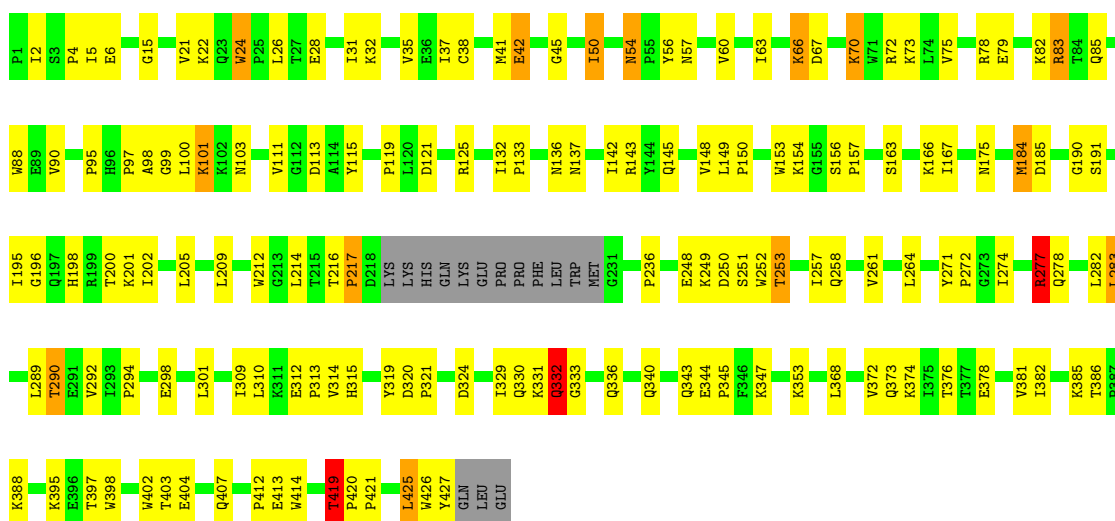 P1 I2 S3 P4 I5 E6 G15 V21 K22 Q23 W24 P25 L26 T27 E28 I31 K32 V35 E36 I37 C38 M41 E42 G45 I50 N54 P55 Y56 N57 V60 I63 K66 D67 K70 W71 R72 K73 L74 V75 R78 E79 K82 R83 T84 Q85
W88 E89 V90 P95 H96 P97 A98 G99 L100 K101 K102 N103 V111 G112 D113 A114 Y115 P119 L120 D121 R125 I132 P133 N136 N137 I142 R143 Y144 Q145 V148 L149 P150 W153 K154 G155 S156 P157 S163 K166 I167 N175 M184 D185 G190 S191
I195 G196 Q197 H198 R199 T200 K201 I202 L205 L209 W212 G213 L214 T215 T216 P217 D218 LYS LYS HIS GLN LYS GLU PRO PRO PHE LEU TRP MET G231 P236 E248 K249 D250 S251 W252 T253 I257 Q258 V261 L264 Y271 P272 G273 I274 R277 Q278 L282 L283
L289 T290 E291 V292 I293 P294 E298 L301 I309 L310 K311 E312 P313 V314 H315 Y319 D320 P321 D324 I329 Q330 K331 Q332 G333 Q336 Q340 Q343 E344 P345 F346 K347 K353 L368 V372 Q373 K374 I375 T376 T377 E378 V381 I382 K385 T386 P387
K388 K395 E396 T397 W398 W402 T403 E404 Q407 P412 E413 W414 T419 P420 P421 L425 W426 Y427 GLN LEU GLU